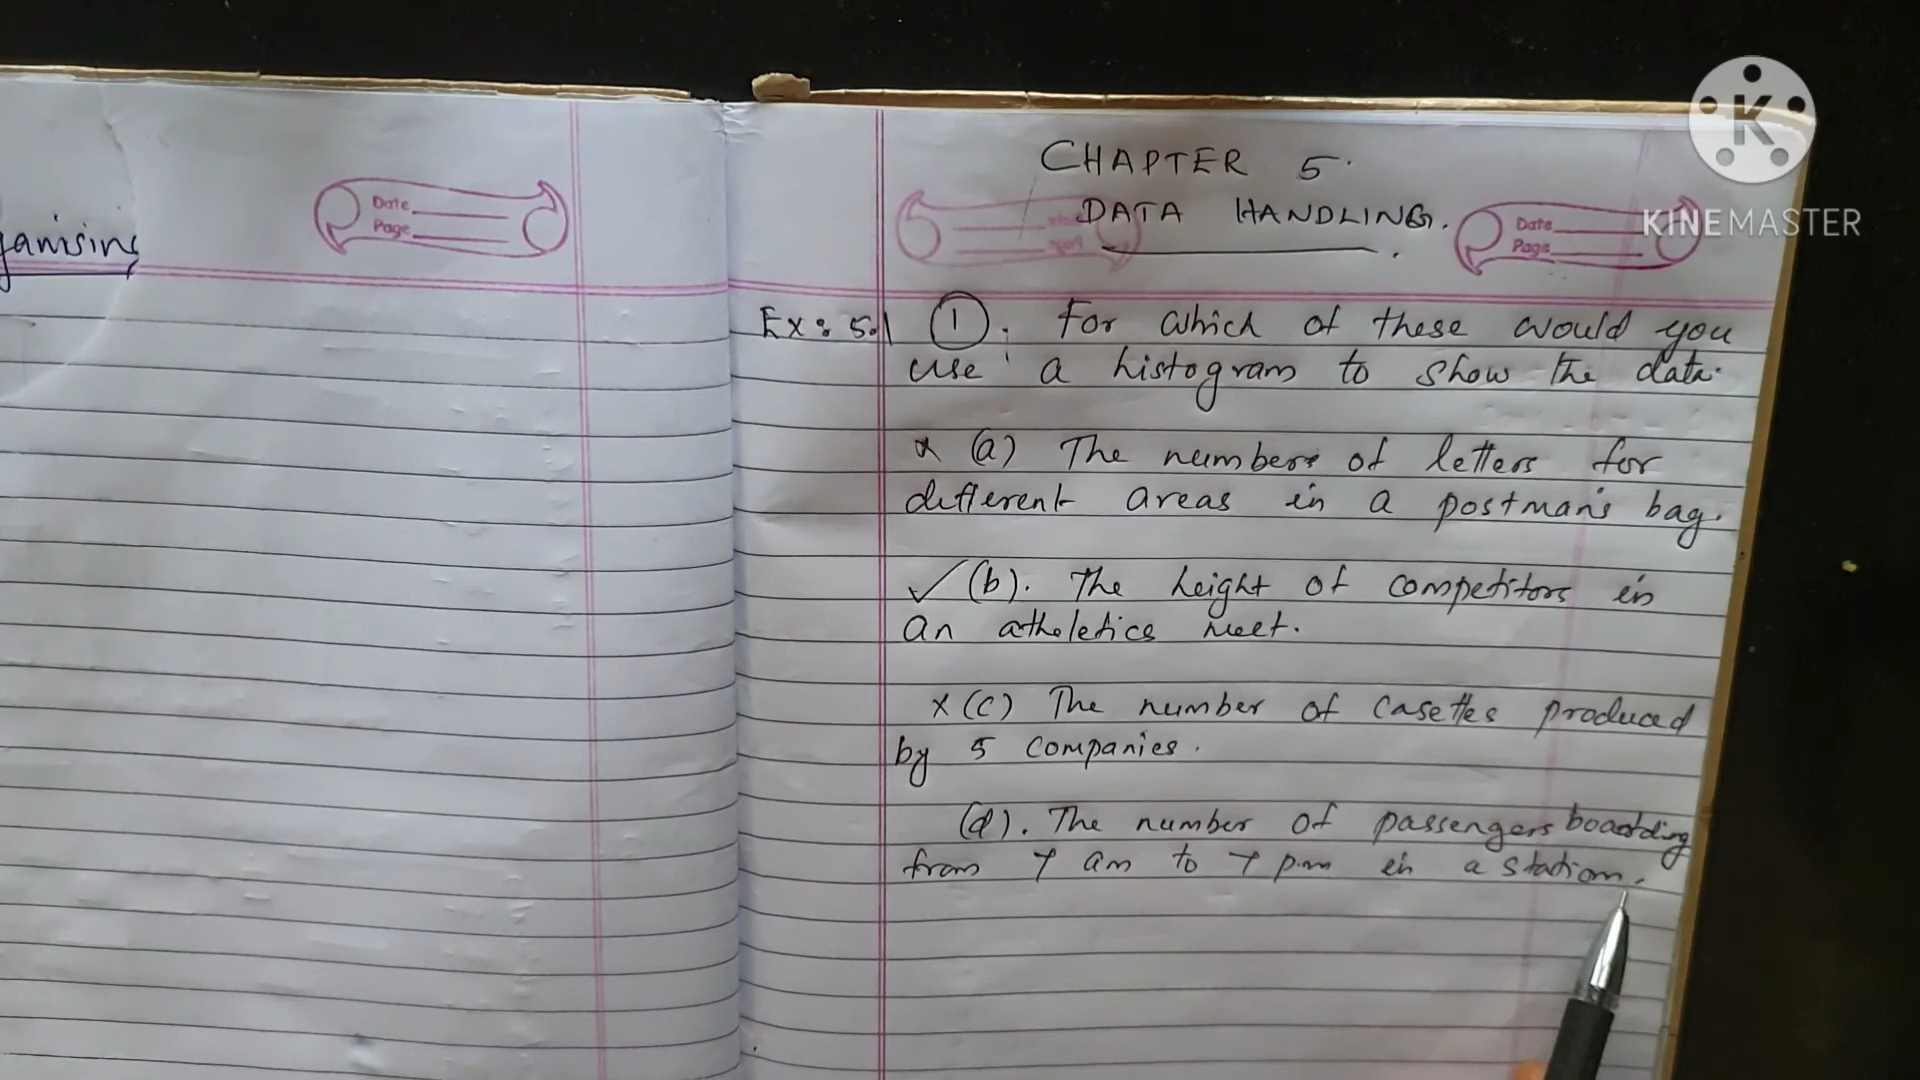 ganising
Date
Page
CHAPTER 5.
DATA HANDLING.
Date
Page
K
KINEMASTER
Ex: 5.1 ①. For which of these would you
use a histogram to show the data.
x (a) The numbers of letters for
different areas in a postman's bag.
✓ (b). The height of competitors in
an atheletics meet.
x (c) The number of casettes produced
by 5 companies.
(d). The number of passengers boarding
from 7 am to 7 p.m in a station.